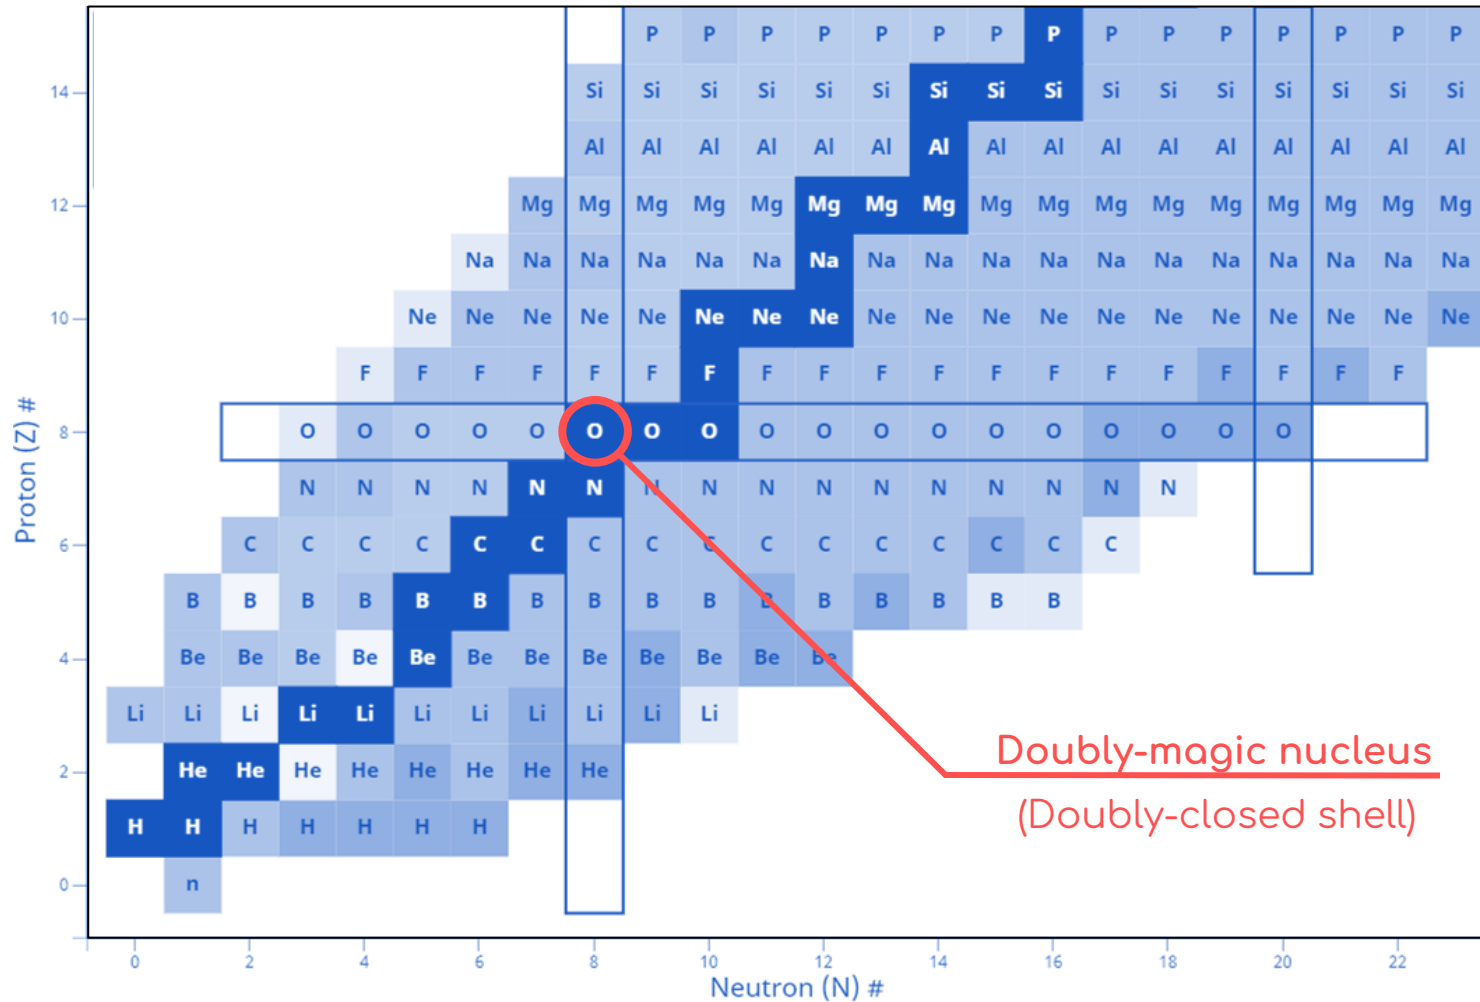 P P P P P P P P P P P P P P P
14 Si Si Si Si Si Si Si Si Si Si Si Si Si Si Si Si
Al Al Al Al Al Al Al Al Al Al Al Al Al Al Al Al
12 Mg Mg Mg Mg Mg Mg Mg Mg Mg Mg Mg Mg Mg Mg Mg Mg Mg
Na Na Na Na Na Na Na Na Na Na Na Na Na Na Na Na Na Na
10 Ne Ne Ne Ne Ne Ne Ne Ne Ne Ne Ne Ne Ne Ne Ne Ne Ne Ne Ne
F F F F F F F F F F F F F F F F F F F
8 O O O O O O O O O O O O O O O O O O
N N N N N N N N N N N N N N N N
6 C C C C C C C C C C C C C C C C
B B B B B B B B B B B B B B B B
4 Be Be Be Be Be Be Be Be Be Be Be Be
Li Li Li Li Li Li Li Li Li Li Li
2 He He He He He He He He
H H H H H H H
0 n
Proton (Z) #
Doubly-magic nucleus
(Doubly-closed shell)
0 2 4 6 8 10 12 14 16 18 20 22
Neutron (N) #